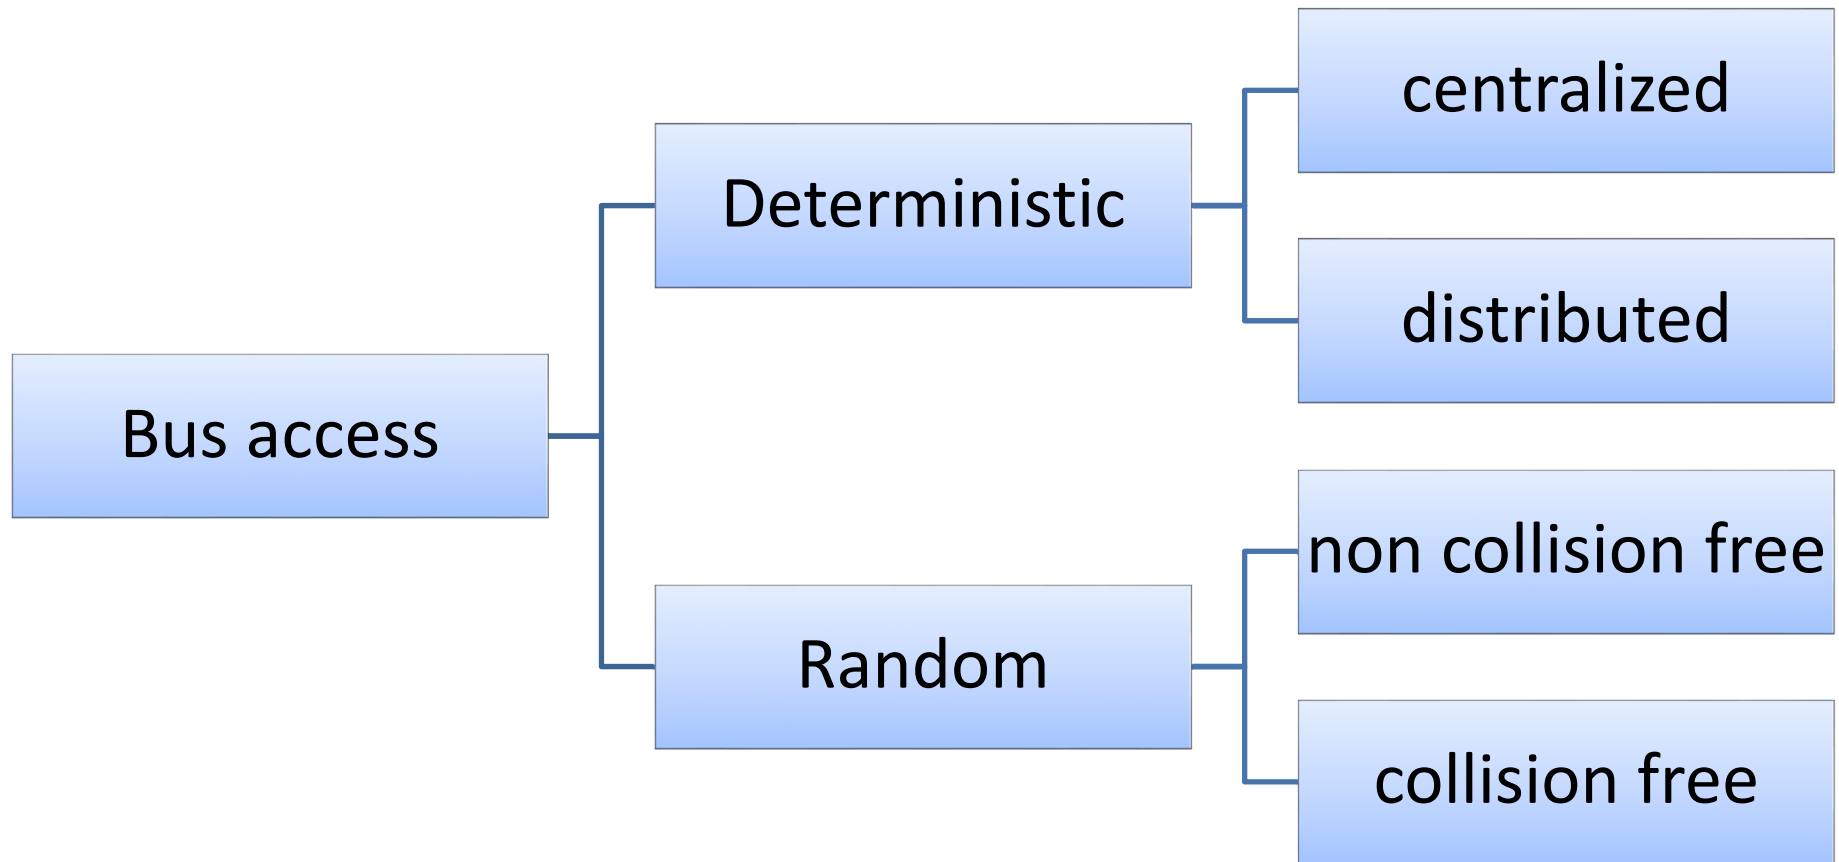 Bus access
Deterministic
centralized
distributed
Random
non collision free
collision free